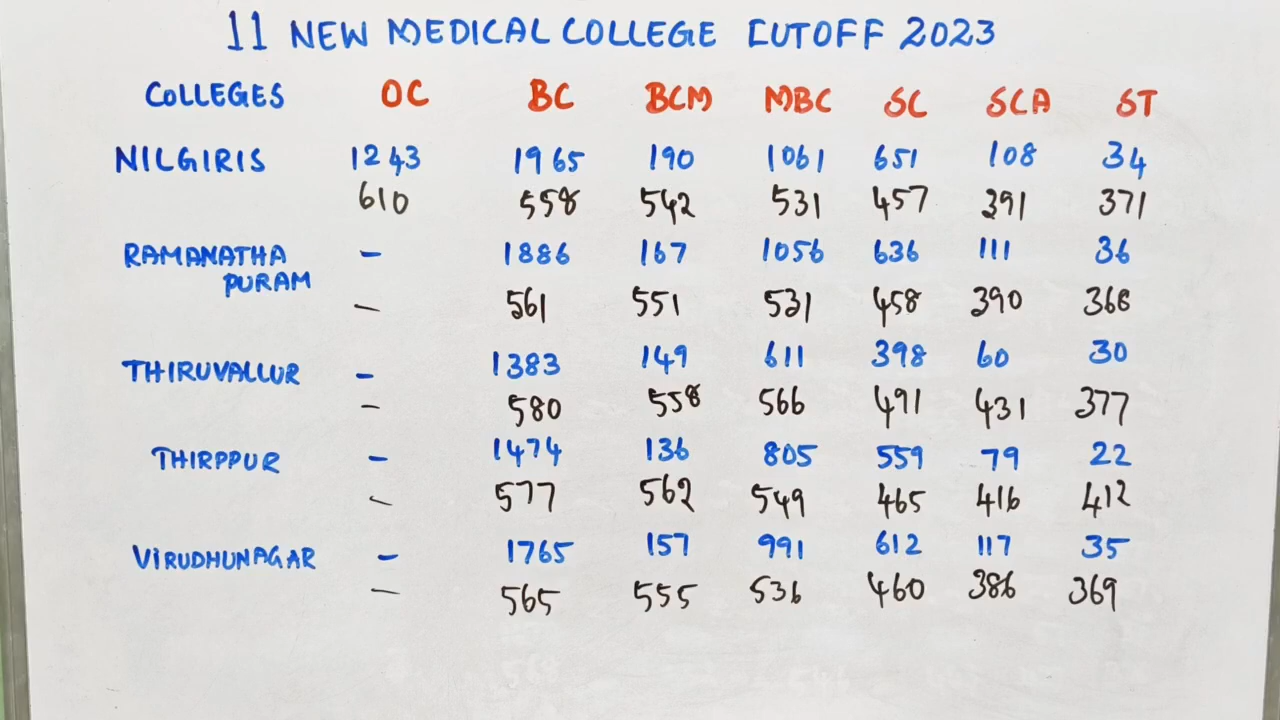 11 NEW MEDICAL COLLEGE CUTOFF 2023
COLLEGES OC BC BCM MBC SC SCA ST
NILGIRIS 1243 1965 190 1061 651 108 34
610 558 542 531 457 391 371
RAMANATHA - 1886 167 1056 636 111 36
PURAM
- 561 551 531 458 390 368
THIRUVALLUR - 1383 149 611 398 60 30
- 580 558 566 491 431 377
THIRPPUR - 1474 136 805 559 79 22
- 577 562 549 465 416 412
VIRUDHUNAGAR - 1765 157 991 612 117 35
- 565 555 536 460 386 369